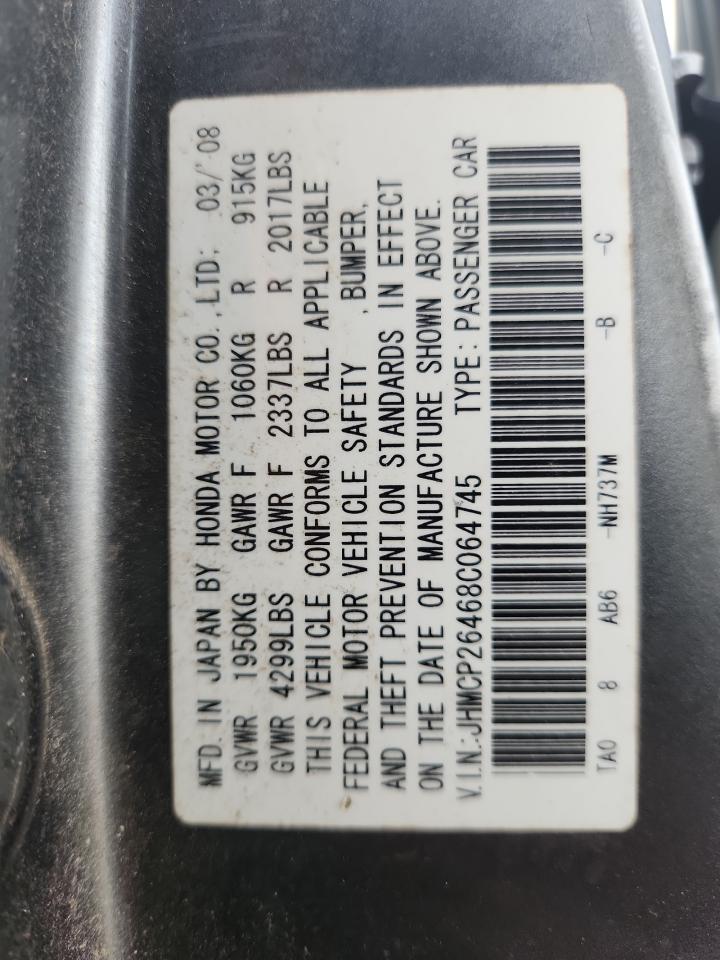 MFD. IN JAPAN BY HONDA MOTOR CO.,LTD; 03/'08
GVWR 1950KG GAWR F 1060KG R 915KG
GVWR 4299LBS GAWR F 2337LBS R 2017LBS
THIS VEHICLE CONFORMS TO ALL APPLICABLE
FEDERAL MOTOR VEHICLE SAFETY , BUMPER,
AND THEFT PREVENTION STANDARDS IN EFFECT
ON THE DATE OF MANUFACTURE SHOWN ABOVE.
V.I.N.:JHMCP26468C064745 TYPE:PASSENGER CAR
TA0 8 AB6 -NH737M -B -C